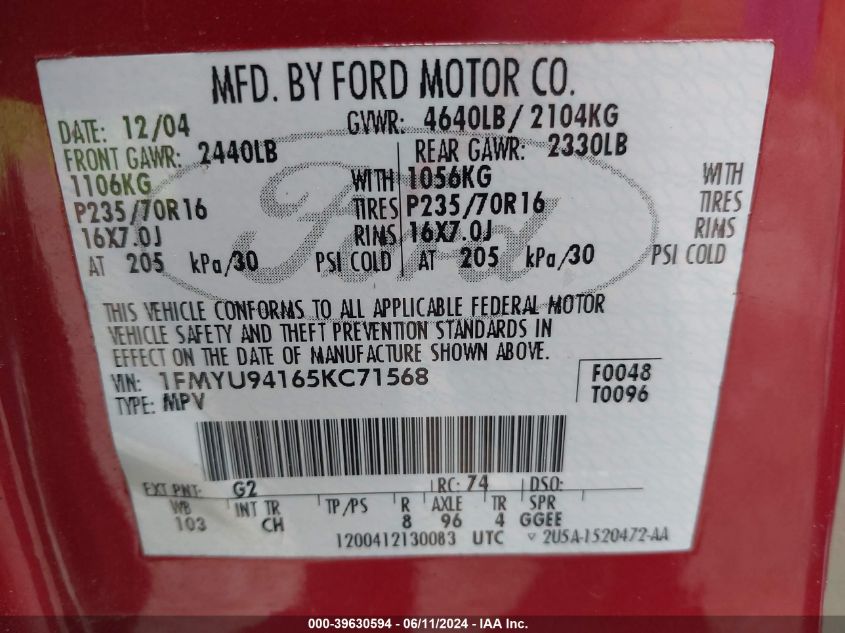 MFD. BY FORD MOTOR CO.
DATE: 12/04 GVWR: 4640LB/ 2104KG
FRONT GAWR: 2440LB REAR GAWR: 2330LB
1106KG WITH 1056KG WITH
P235/70R16 TIRES P235/70R16 TIRES
16X7.0J RIMS 16X7.0J RIMS
AT 205 kPa/30 PSI COLD AT 205 kPa/30 PSI COLD
Ford
THIS VEHICLE CONFORMS TO ALL APPLICABLE FEDERAL MOTOR
VEHICLE SAFETY AND THEFT PREVENTION STANDARDS IN
EFFECT ON THE DATE OF MANUFACTURE SHOWN ABOVE.
VIN: 1FMYU94165KC71568 F0048
TYPE: MPV T0096
EXT PNT: G2 RC: 74 DSO:
WB INT TR TP/PS R AXLE TR SPR
103 CH 8 96 4 GGEE
1200412130083 UTC ▽ 2U5A-1520472-AA
000-39630594 - 06/11/2024 - IAA Inc.